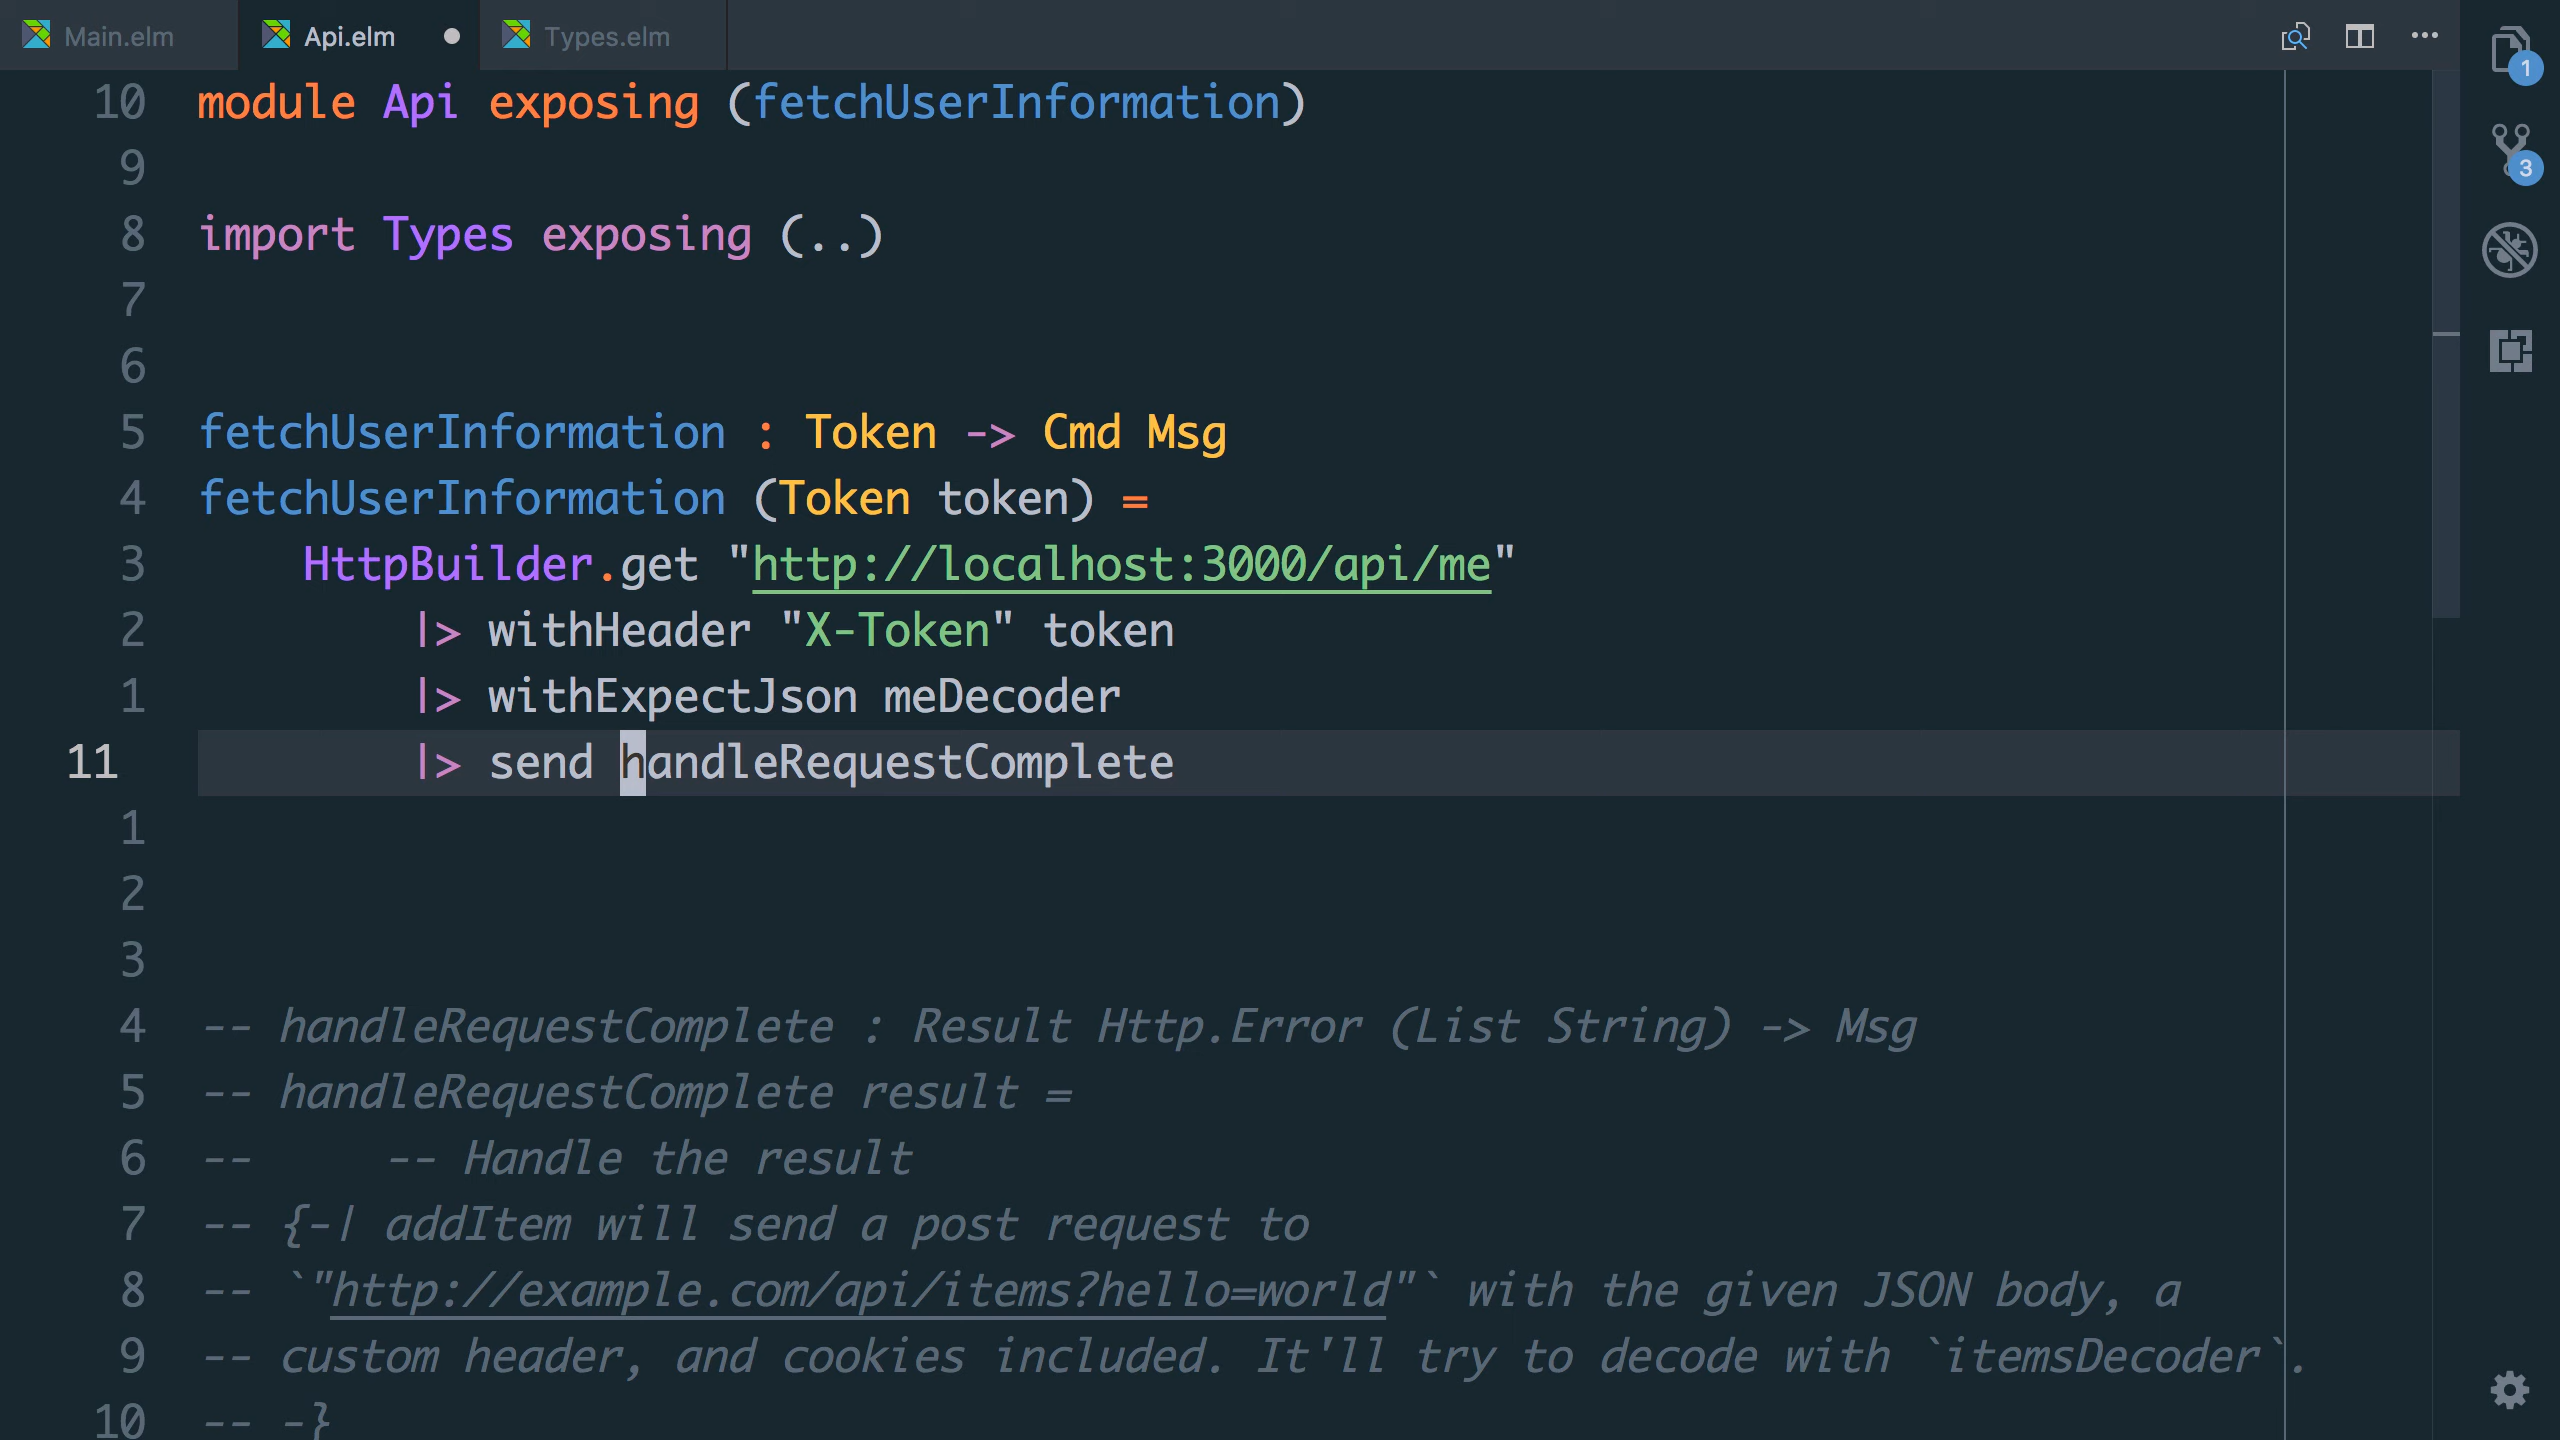 Main.elm Api.elm Types.elm
1
3
10 module Api exposing (fetchUserInformation)
9
8 import Types exposing (..)
7
6
5 fetchUserInformation : Token -> Cmd Msg
4 fetchUserInformation (Token token) =
3 HttpBuilder.get "http://localhost:3000/api/me"
2 |> withHeader "X-Token" token
1 |> withExpectJson meDecoder
11 |> send handleRequestComplete
1
2
3
4 -- handleRequestComplete : Result Http.Error (List String) -> Msg
5 -- handleRequestComplete result =
6 -- -- Handle the result
7 -- {-| addItem will send a post request to
8 -- `"http://example.com/api/items?hello=world"` with the given JSON body, a
9 -- custom header, and cookies included. It'll try to decode with `itemsDecoder`.
10 -- -}